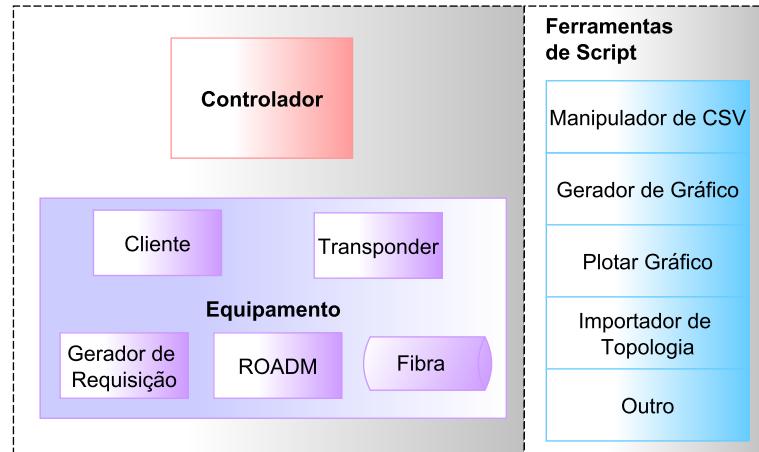 Controlador
Cliente
Transponder
Equipamento
Gerador de
Requisição
ROADM
Fibra
Ferramentas
de Script
Manipulador de CSV
Gerador de Gráfico
Plotar Gráfico
Importador de
Topologia
Outro